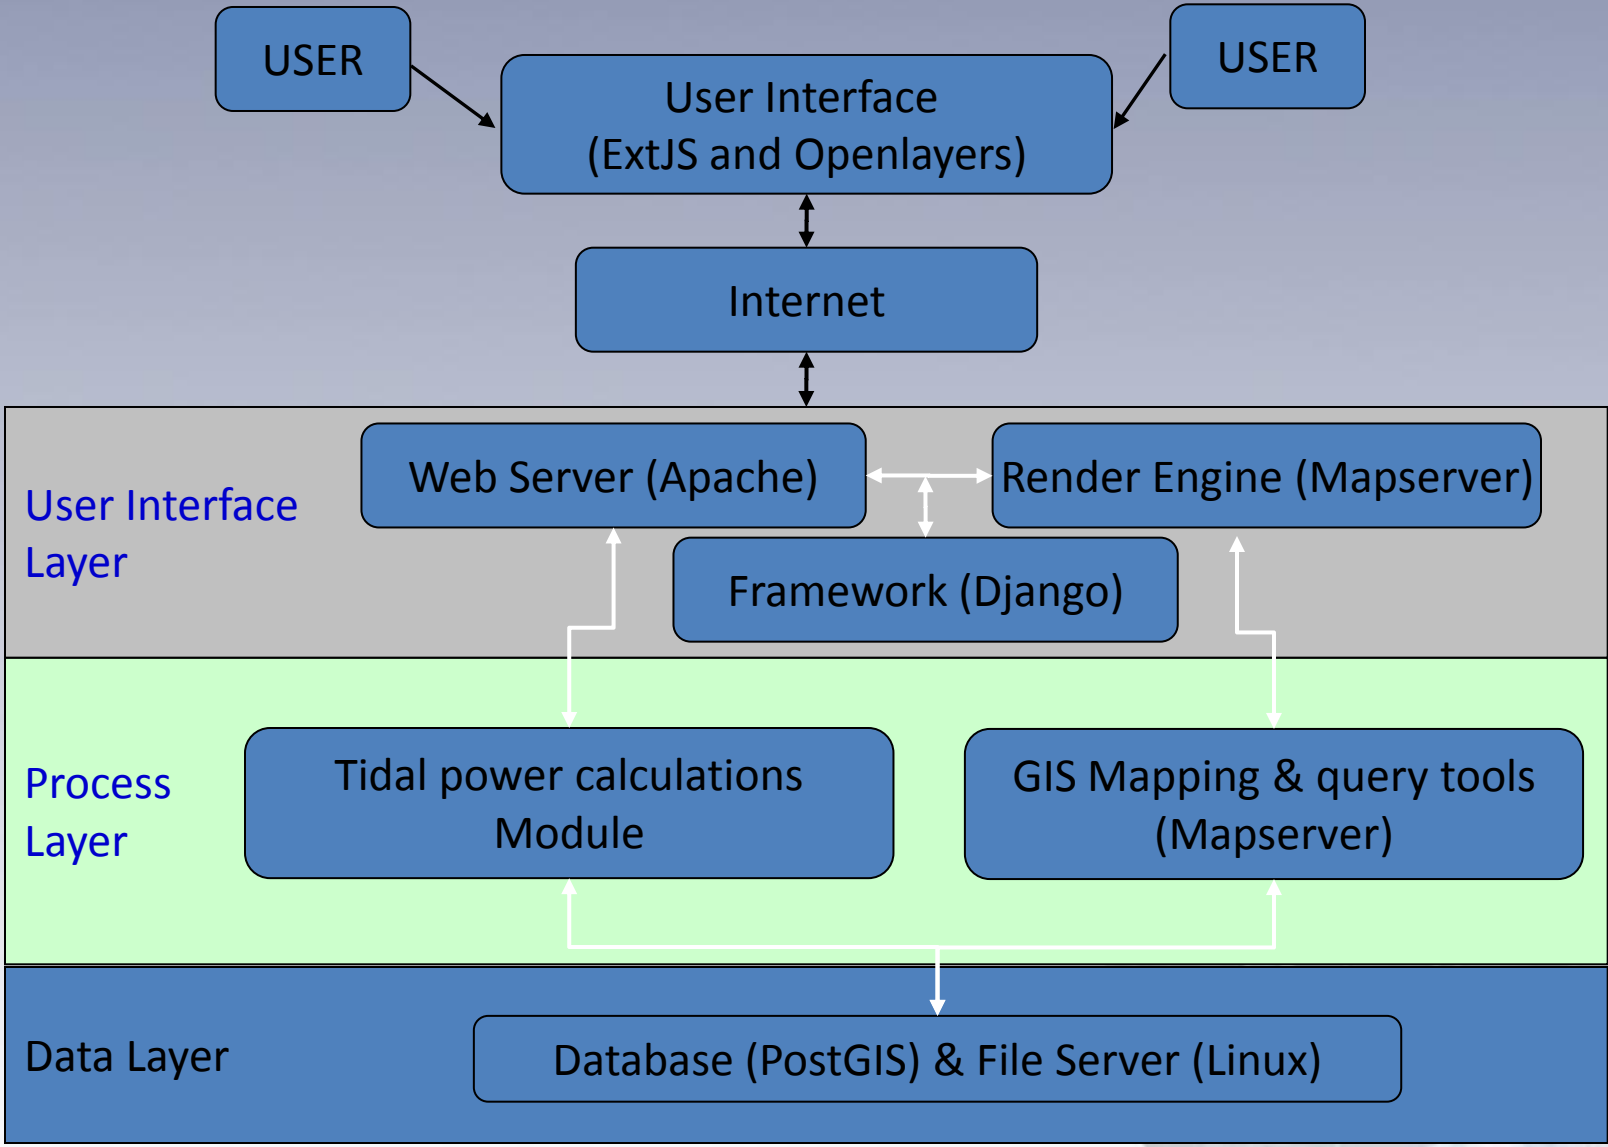 USER
USER
User Interface
(ExtJS and Openlayers)
Internet
Web Server (Apache)
Render Engine (Mapserver)
User Interface
Layer
Framework (Django)
Tidal power calculations
Module
GIS Mapping & query tools
(Mapserver)
Process
Layer
Data Layer
Database (PostGIS) & File Server (Linux)